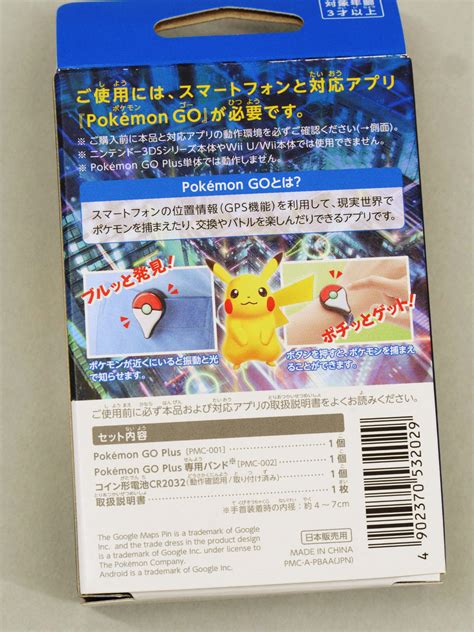 対象年齢
3才以上
ご使用には、スマートフォンと対応アプリ
『Pokémon GO』が必要です。
※ ご購入前に本品と対応アプリの動作環境を必ずご確認ください(→側面)。
※ ニンテンドー3DSシリーズ本体やWii U/Wii本体では使用できません。
※ Pokémon GO Plus単体では動作しません。
Pokémon GOとは?
スマートフォンの位置情報(GPS機能)を利用して、現実世界で
ポケモンを捕まえたり、交換やバトルを楽しんだりできるアプリです。
ブルッと発見!
ポケモンが近くにいると振動と光
で知らせます。
ポチッとゲット!
ボタンを押すと、ポケモンを捕まえ
ることができます。
ご使用前に必ず本品および対応アプリの取扱説明書をよくお読みください。
セット内容
Pokémon GO Plus [PMC-001] 1個
Pokémon GO Plus 専用バンド※ [PMC-002] 1個
コイン形電池CR2032(動作確認用/取り付け済み) 1個
取扱説明書 1枚
※手首装着時の内径:約4~7cm
The Google Maps Pin is a trademark of Google
Inc. and the trade dress in the product design
is a trademark of Google Inc. under license to
The Pokémon Company.
Android is a trademark of Google Inc.
日本販売用
MADE IN CHINA
PMC-A-PBAA(JPN)
4 902370 532029